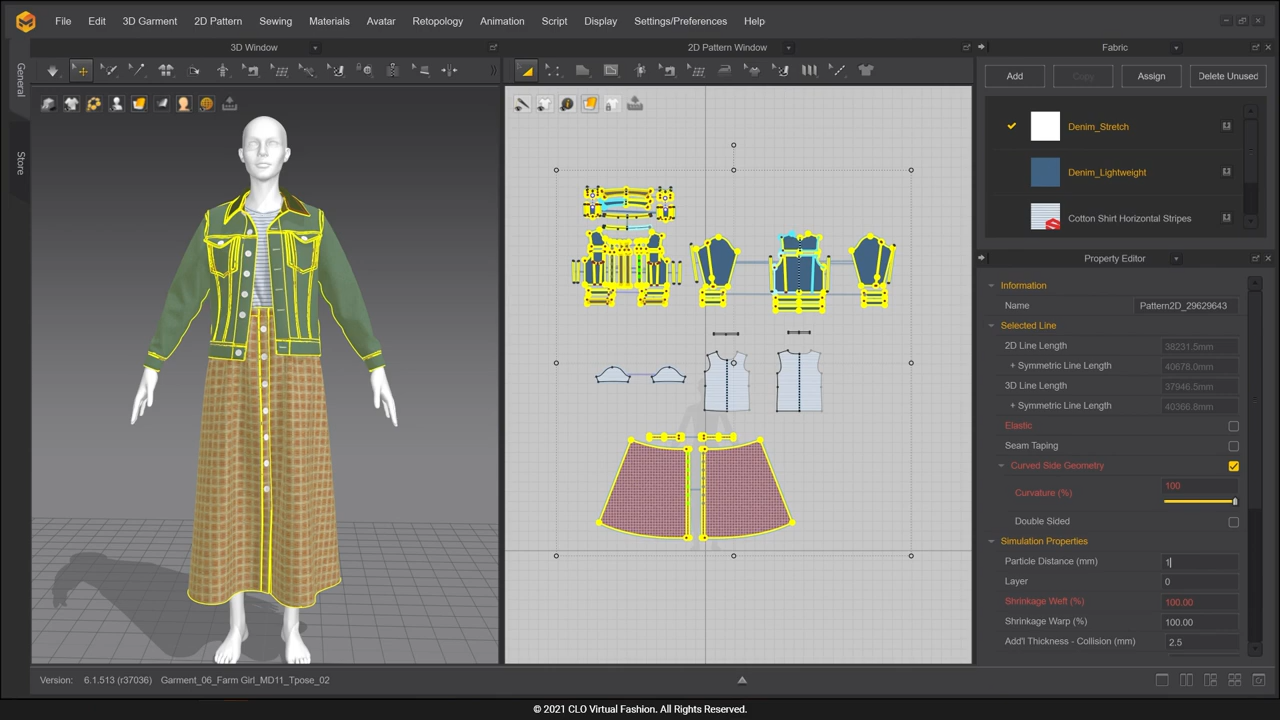 File Edit 3D Garment 2D Pattern Sewing Materials Avatar Retopology Animation Script Display Settings/Preferences Help
General
Store
3D Window
2D Pattern Window
Fabric
Add Copy Assign Delete Unused
Denim_Stretch
Denim_Lightweight
Cotton Shirt Horizontal Stripes
Property Editor
Information
Name Pattern2D_29629643
Selected Line
2D Line Length 38231.5mm
+ Symmetric Line Length 40678.0mm
3D Line Length 37946.5mm
+ Symmetric Line Length 40366.8mm
Elastic
Seam Taping
Curved Side Geometry
Curvature (%) 100
Double Sided
Simulation Properties
Particle Distance (mm) 1
Layer 0
Shrinkage Weft (%) 100.00
Shrinkage Warp (%) 100.00
Add'l Thickness - Collision (mm) 2.5
Version: 6.1.513 (r37036) Garment_06_Farm Girl_MD11_Tpose_02
© 2021 CLO Virtual Fashion. All Rights Reserved.